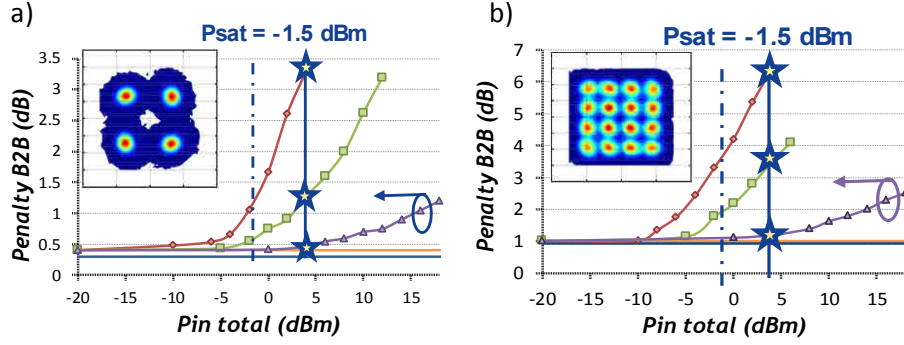 a)
Psat = -1.5 dBm
Penalty B2B (dB)
3.5
3
2.5
2
1.5
1
0.5
0
-20 -15 -10 -5 0 5 10 15
Pin total (dBm)
b)
Psat = -1.5 dBm
Penalty B2B (dB)
7
6
5
4
3
2
1
0
-20 -15 -10 -5 0 5 10 15
Pin total (dBm)